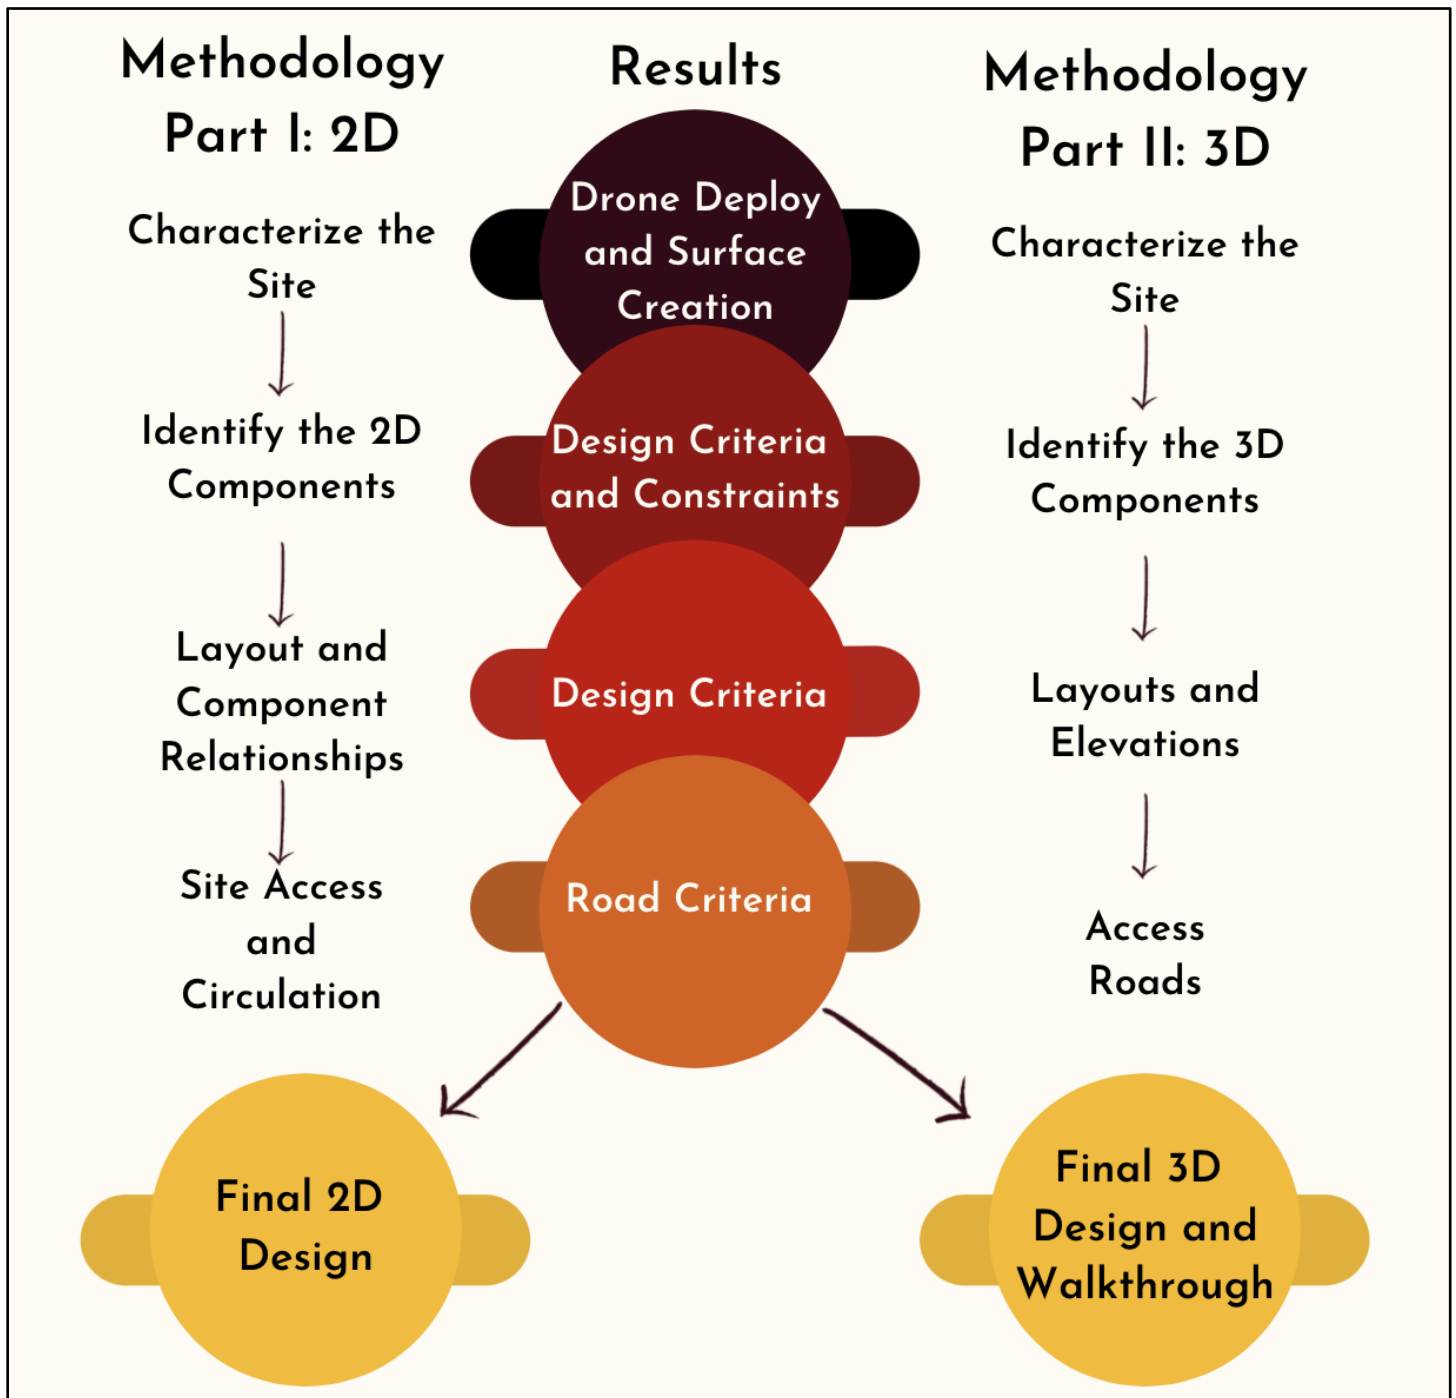 Methodology
Part I: 2D
Characterize the
Site
Identify the 2D
Components
Layout and
Component
Relationships
Site Access
and
Circulation
Results
Drone Deploy
and Surface
Creation
Design Criteria
and Constraints
Design Criteria
Road Criteria
Methodology
Part II: 3D
Characterize the
Site
Identify the 3D
Components
Layouts and
Elevations
Access
Roads
Final 2D
Design
Final 3D
Design and
Walkthrough